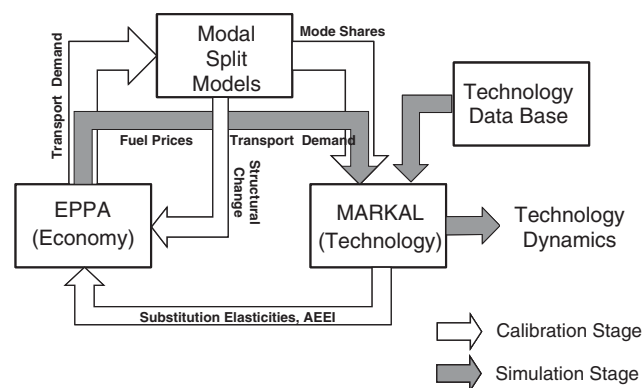 Modal
Split
Models
Mode Shares
Transport Demand
Technology
Data Base
Fuel Prices
Transport Demand
Structural
Change
EPPA
(Economy)
MARKAL
(Technology)
Technology
Dynamics
Substitution Elasticities, AEEI
Calibration Stage
Simulation Stage